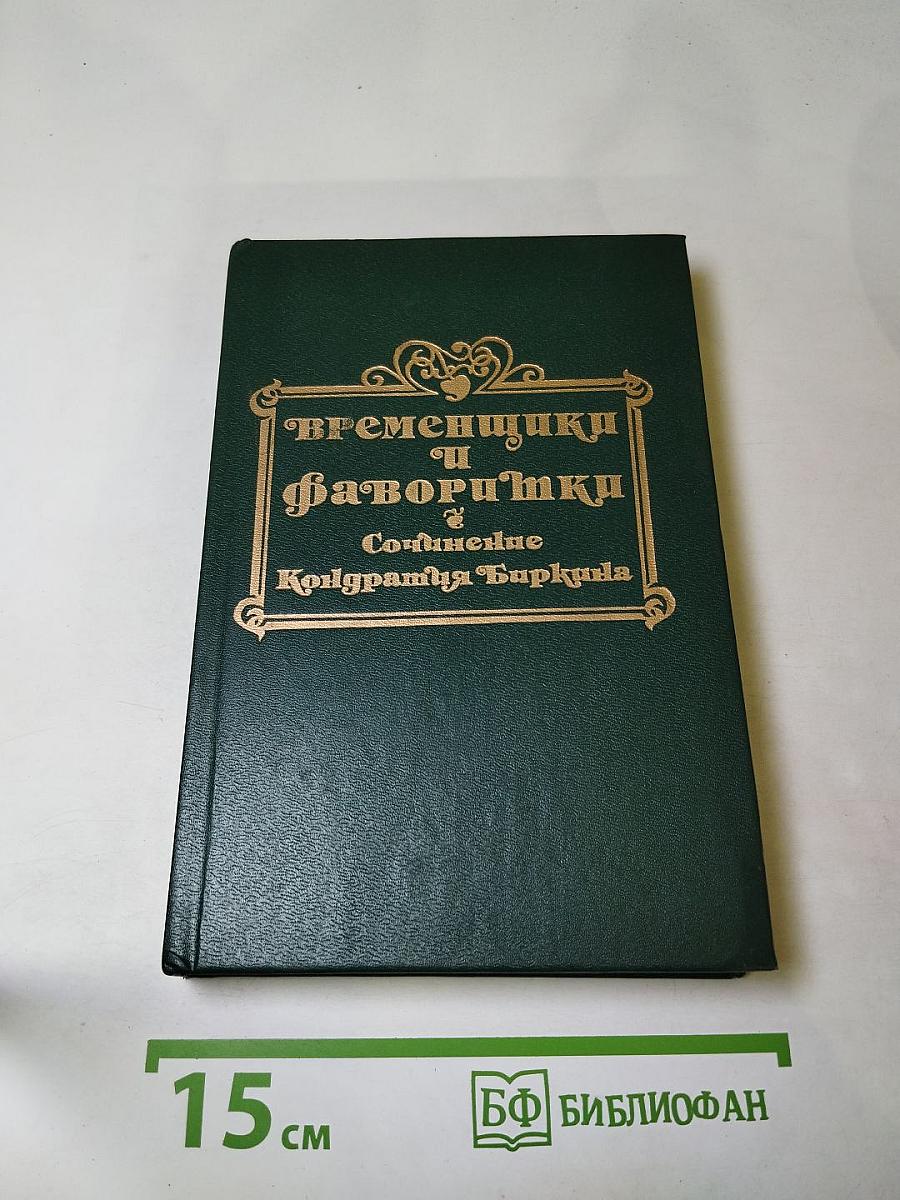 Временщики
и
фаворитки
Сочинение
Кондратия Биркина
15 см
БФ БИБЛИОФАН